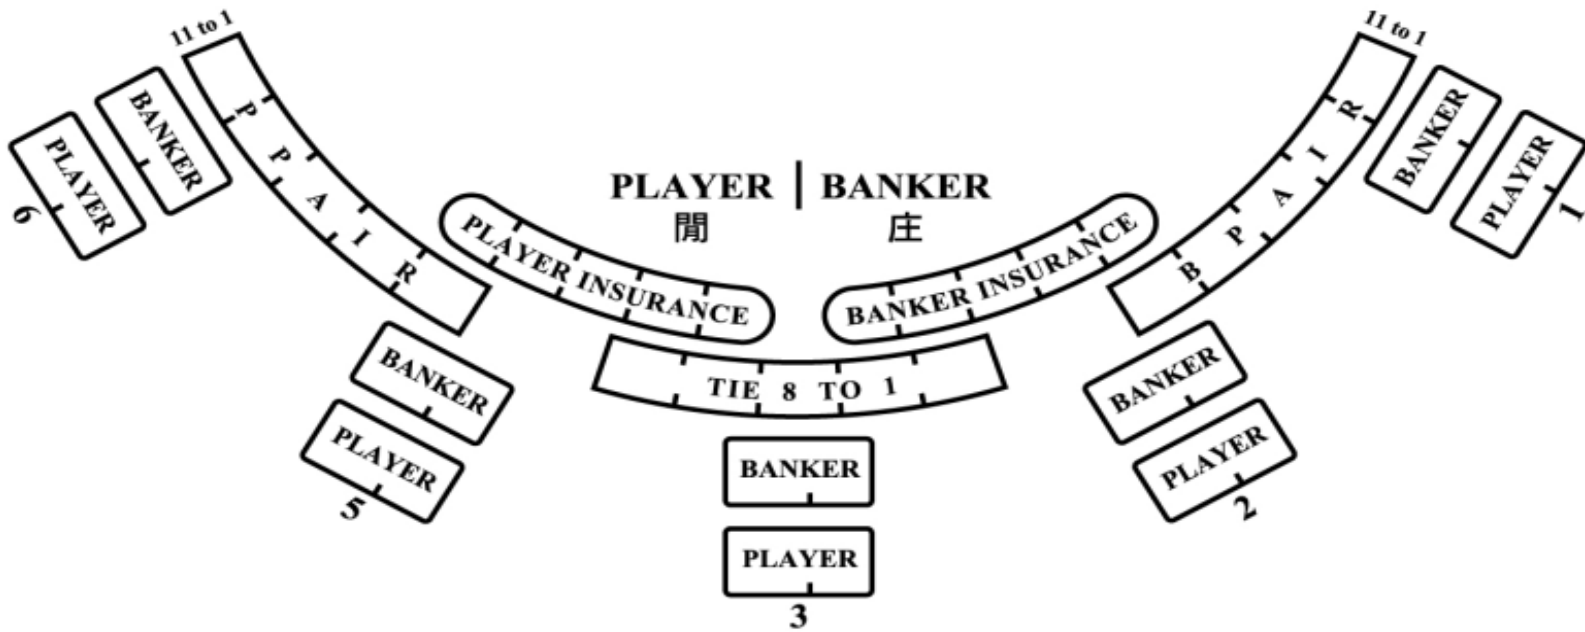 11 to 1
11 to 1
P PAIR
B PAIR
PLAYER | BANKER
閒 庄
PLAYER INSURANCE
BANKER INSURANCE
TIE 8 TO 1
BANKER
PLAYER
6
BANKER
PLAYER
5
BANKER
PLAYER
3
BANKER
PLAYER
2
BANKER
PLAYER
1